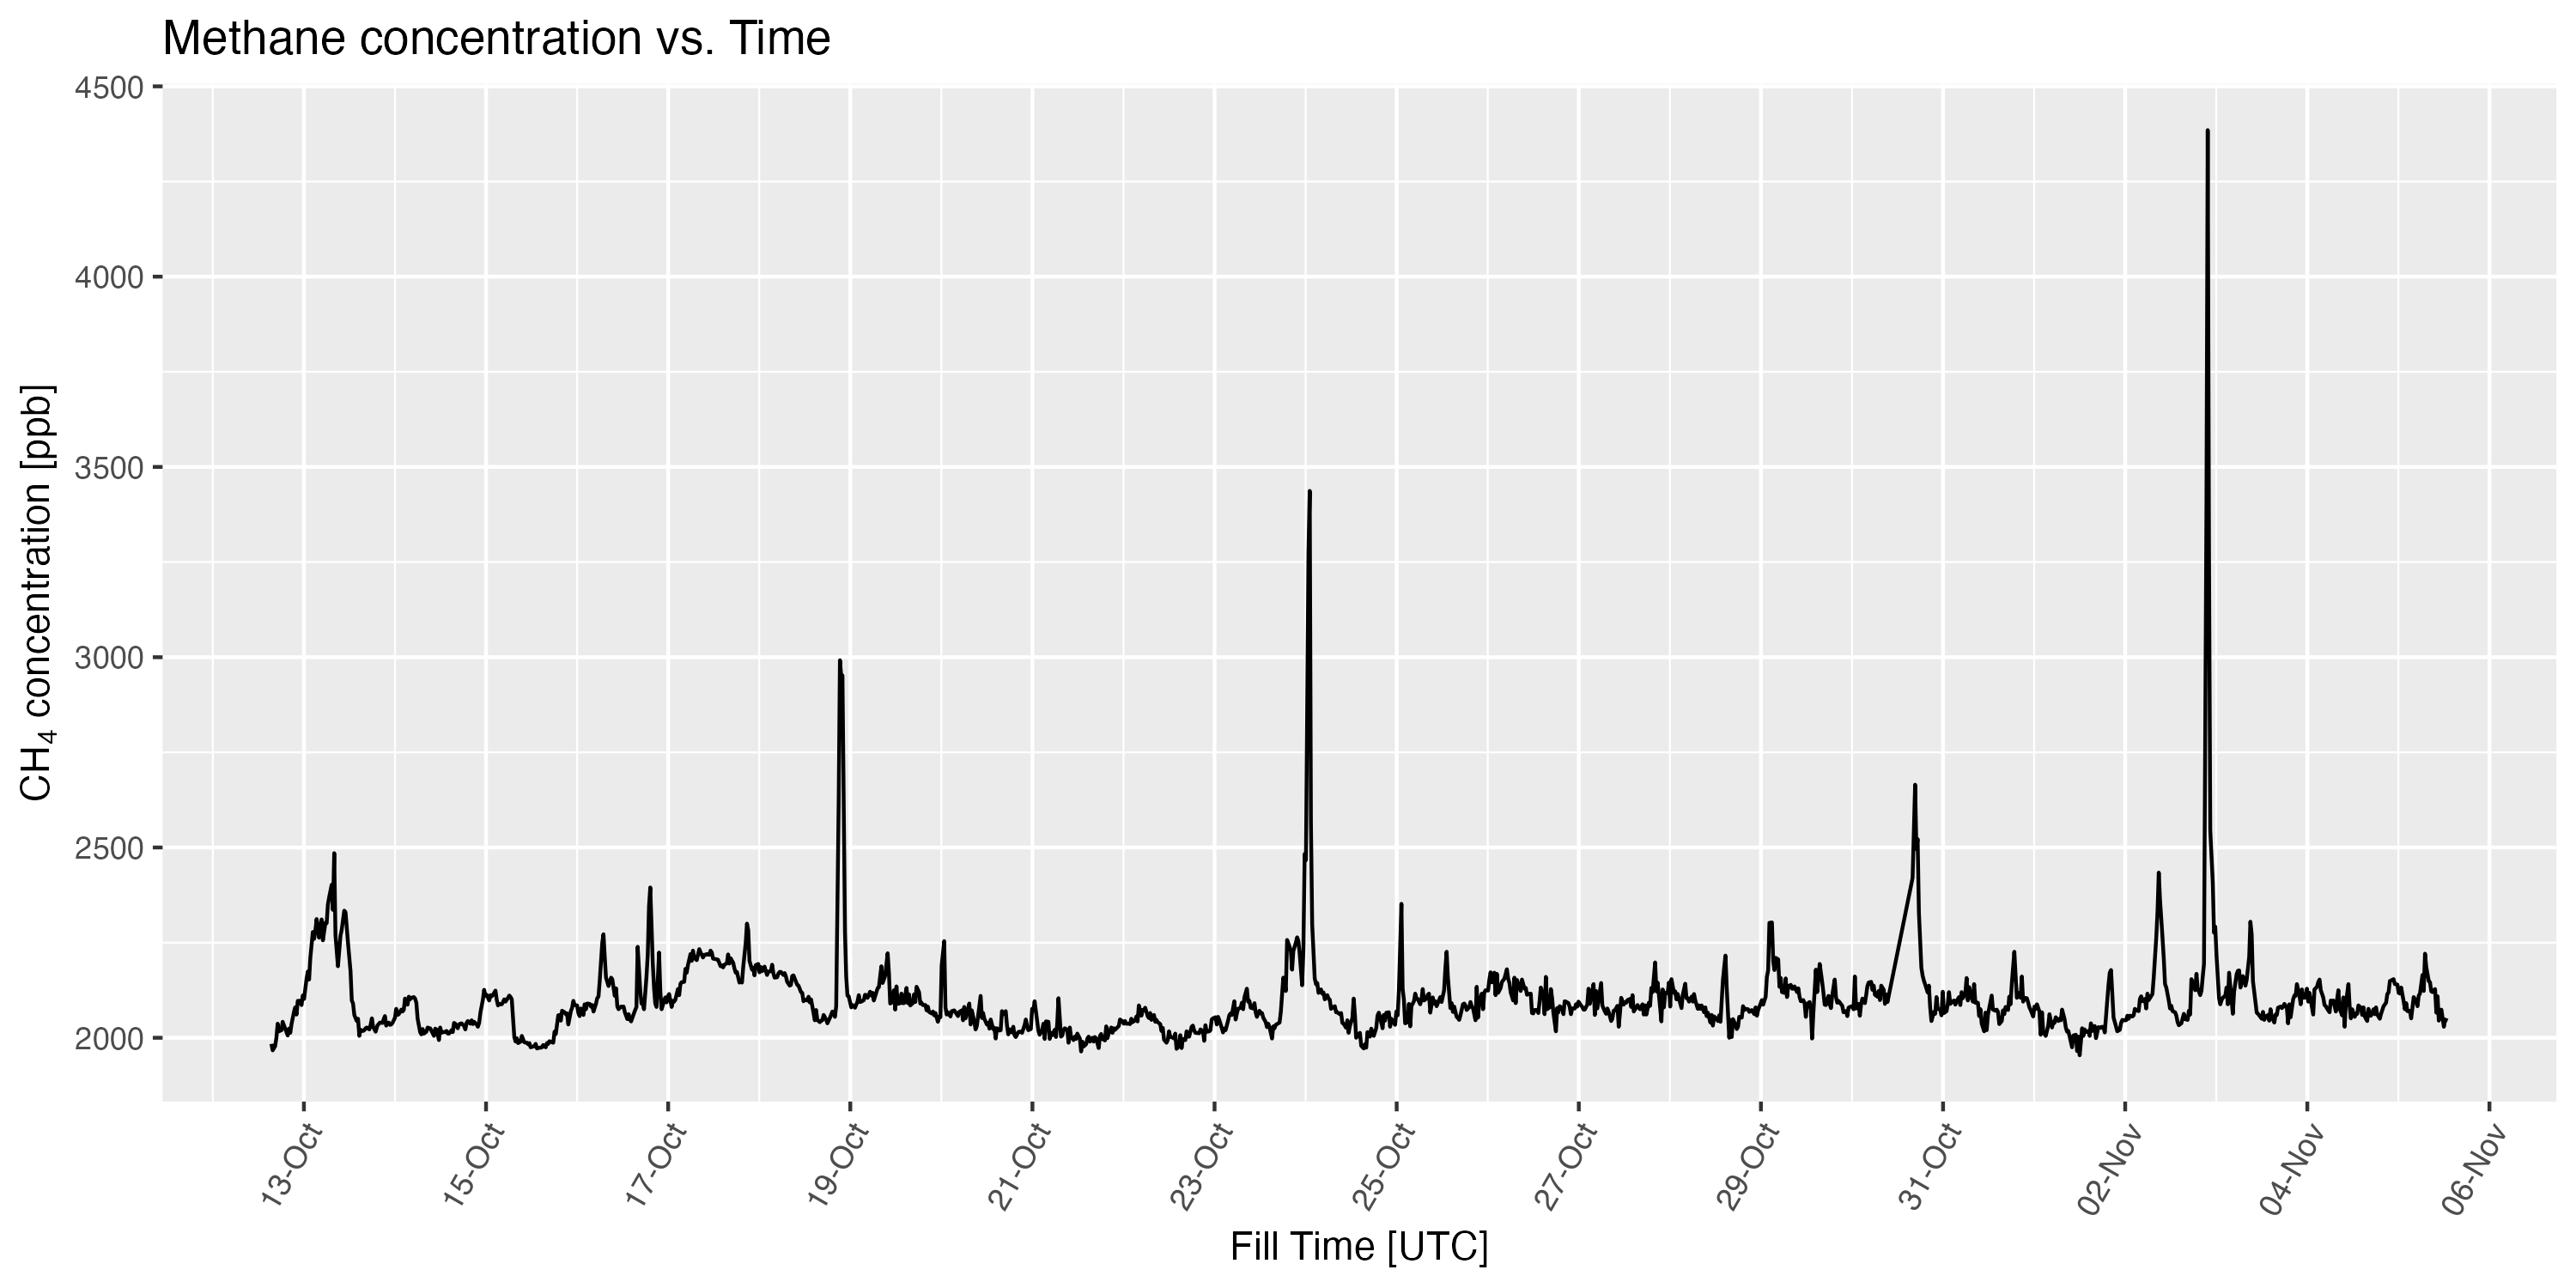 Methane concentration vs. Time
4500
4000
3500
3000
2500
2000
CH₄ concentration [ppb]
13-Oct
15-Oct
17-Oct
19-Oct
21-Oct
23-Oct
25-Oct
27-Oct
29-Oct
31-Oct
02-Nov
04-Nov
06-Nov
Fill Time [UTC]